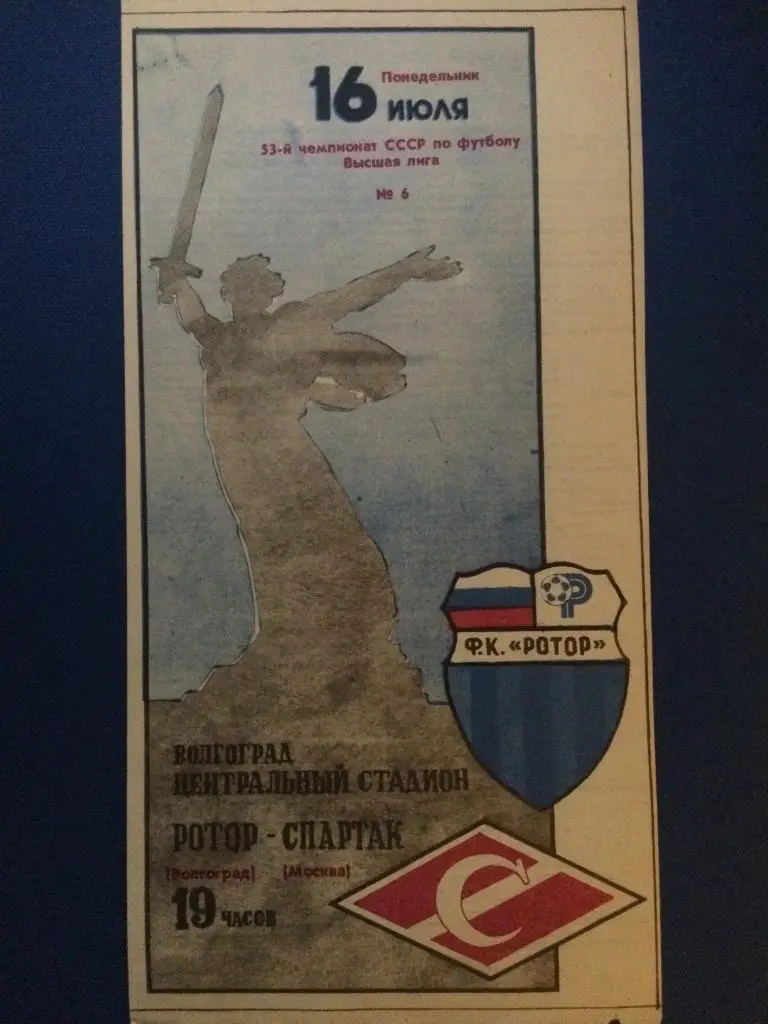 16 Понедельник
июля
53-й чемпионат СССР по футболу
Высшая лига
№ 6
Ф.К. «РОТОР»
ВОЛГОГРАД
ЦЕНТРАЛЬНЫЙ СТАДИОН
РОТОР - СПАРТАК
(Волгоград) (Москва)
19 ЧАСОВ
С